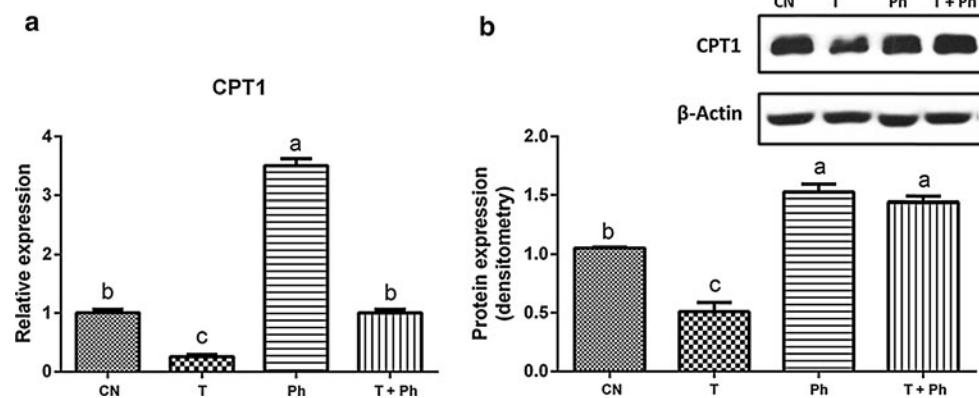 a
CPT1
Relative expression
4
3
2
1
0
a
b
c
b
CN T Ph T + Ph
b
CN T Ph T + Ph
CPT1
β-Actin
Protein expression
(densitometry)
2.0
1.5
1.0
0.5
0.0
b
c
a
a
CN T Ph T + Ph